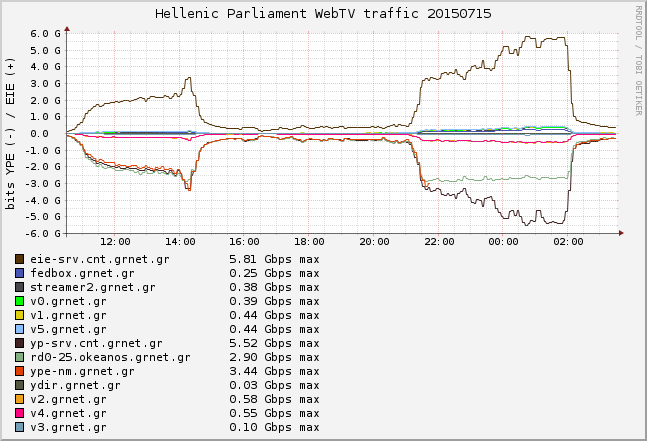 Hellenic Parliament WebTV traffic 20150715
RRDTOOL / TOBI OETIKER
bits YPE (-) / EIE (+)
6.0 G
5.0 G
4.0 G
3.0 G
2.0 G
1.0 G
0.0
-1.0 G
-2.0 G
-3.0 G
-4.0 G
-5.0 G
-6.0 G
12:00 14:00 16:00 18:00 20:00 22:00 00:00 02:00
eie-srv.cnt.grnet.gr 5.81 Gbps max
fedbox.grnet.gr 0.25 Gbps max
streamer2.grnet.gr 0.38 Gbps max
v0.grnet.gr 0.39 Gbps max
v1.grnet.gr 0.44 Gbps max
v5.grnet.gr 0.44 Gbps max
yp-srv.cnt.grnet.gr 5.52 Gbps max
rd0-25.okeanos.grnet.gr 2.90 Gbps max
ype-nm.grnet.gr 3.44 Gbps max
ydir.grnet.gr 0.03 Gbps max
v2.grnet.gr 0.58 Gbps max
v4.grnet.gr 0.55 Gbps max
v3.grnet.gr 0.10 Gbps max